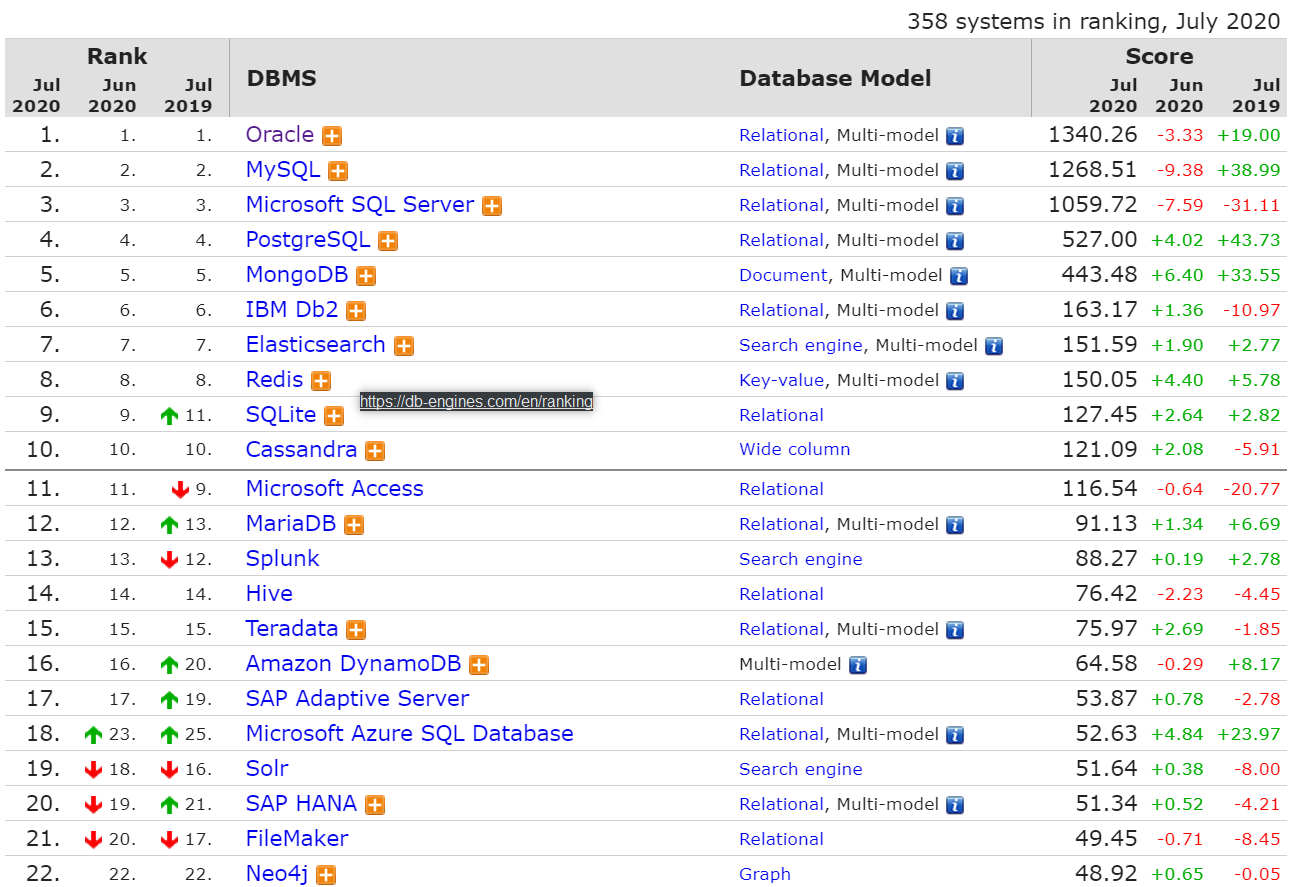 358 systems in ranking, July 2020
Rank DBMS Database Model Score
Jul 2020 Jun 2020 Jul 2019 Jul 2020 Jun 2020 Jul 2019
1. 1. 1. Oracle Relational, Multi-model 1340.26 -3.33 +19.00
2. 2. 2. MySQL Relational, Multi-model 1268.51 -9.38 +38.99
3. 3. 3. Microsoft SQL Server Relational, Multi-model 1059.72 -7.59 -31.11
4. 4. 4. PostgreSQL Relational, Multi-model 527.00 +4.02 +43.73
5. 5. 5. MongoDB Document, Multi-model 443.48 +6.40 +33.55
6. 6. 6. IBM Db2 Relational, Multi-model 163.17 +1.36 -10.97
7. 7. 7. Elasticsearch Search engine, Multi-model 151.59 +1.90 +2.77
8. 8. 8. Redis Key-value, Multi-model 150.05 +4.40 +5.78
https://db-engines.com/en/ranking
9. 9. 11. SQLite Relational 127.45 +2.64 +2.82
10. 10. 10. Cassandra Wide column 121.09 +2.08 -5.91
11. 11. 9. Microsoft Access Relational 116.54 -0.64 -20.77
12. 12. 13. MariaDB Relational, Multi-model 91.13 +1.34 +6.69
13. 13. 12. Splunk Search engine 88.27 +0.19 +2.78
14. 14. 14. Hive Relational 76.42 -2.23 -4.45
15. 15. 15. Teradata Relational, Multi-model 75.97 +2.69 -1.85
16. 16. 20. Amazon DynamoDB Multi-model 64.58 -0.29 +8.17
17. 17. 19. SAP Adaptive Server Relational 53.87 +0.78 -2.78
18. 23. 25. Microsoft Azure SQL Database Relational, Multi-model 52.63 +4.84 +23.97
19. 18. 16. Solr Search engine 51.64 +0.38 -8.00
20. 19. 21. SAP HANA Relational, Multi-model 51.34 +0.52 -4.21
21. 20. 17. FileMaker Relational 49.45 -0.71 -8.45
22. 22. 22. Neo4j Graph 48.92 +0.65 -0.05